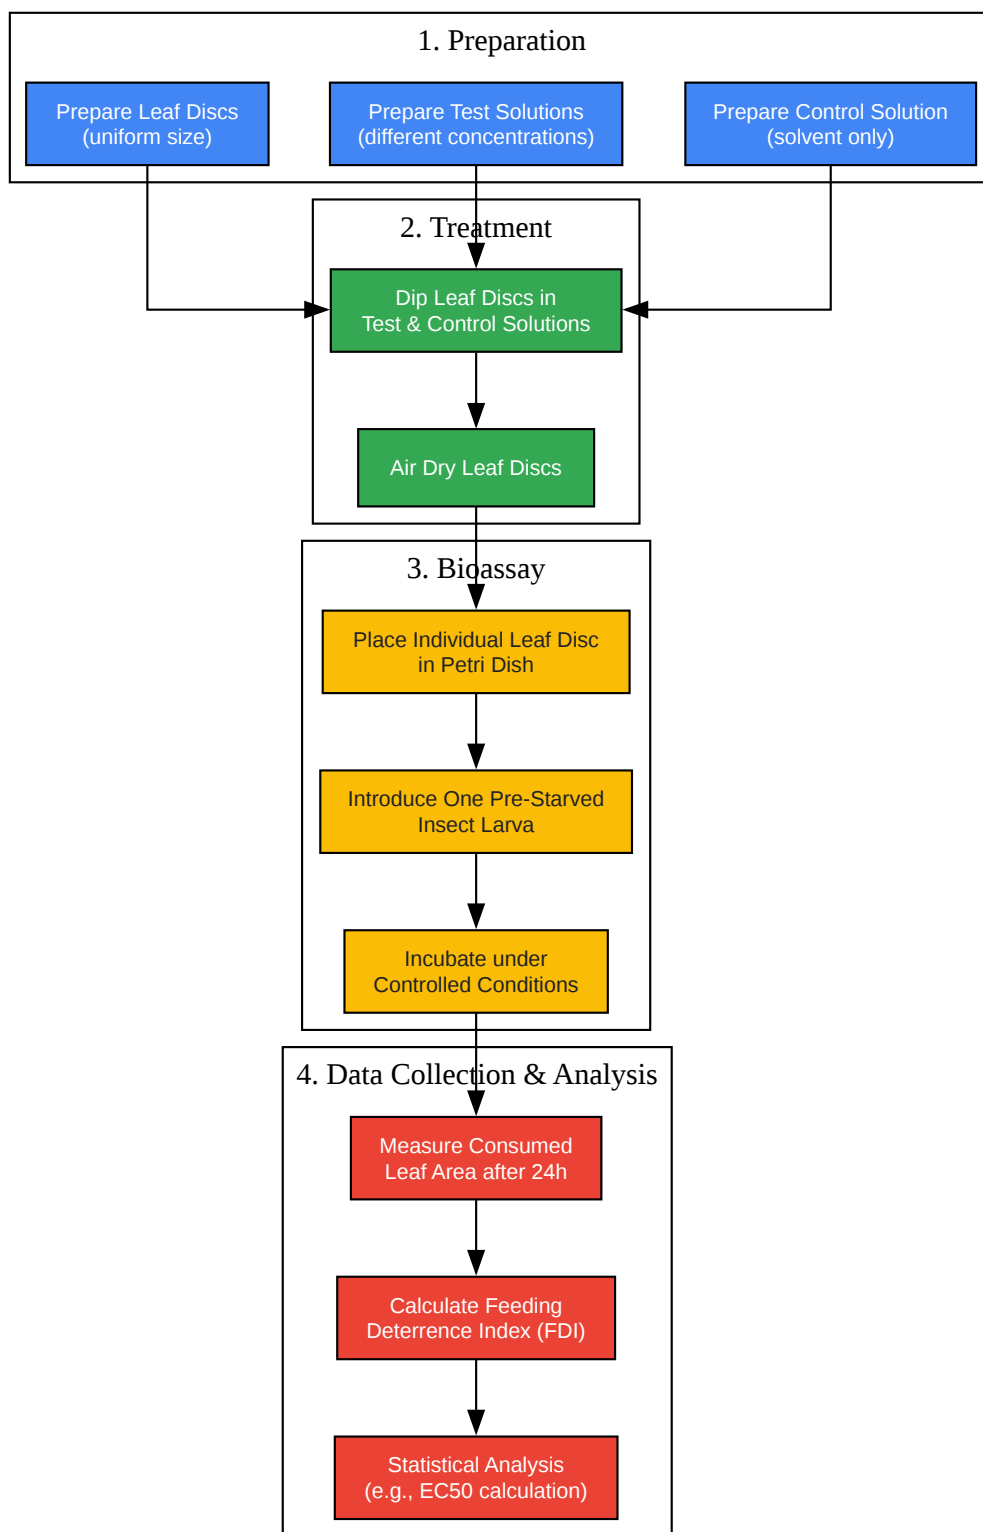 1. Preparation
Prepare Leaf Discs
(uniform size)
Prepare Test Solutions
(different concentrations)
Prepare Control Solution
(solvent only)
2. Treatment
Dip Leaf Discs in
Test & Control Solutions
Air Dry Leaf Discs
3. Bioassay
Place Individual Leaf Disc
in Petri Dish
Introduce One Pre-Starved
Insect Larva
Incubate under
Controlled Conditions
4. Data Collection & Analysis
Measure Consumed
Leaf Area after 24h
Calculate Feeding
Deterrence Index (FDI)
Statistical Analysis
(e.g., EC50 calculation)